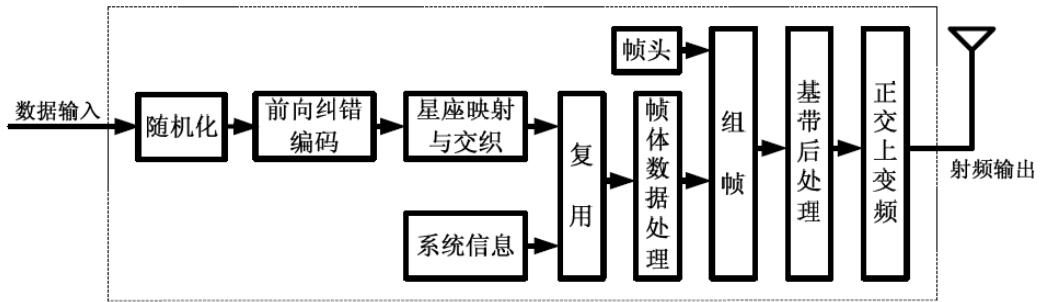 数据输入
随机化
前向纠错
编码
星座映射
与交织
系统信息
复用
帧头
帧体数据处理
组帧
基带后处理
正交上变频
射频输出